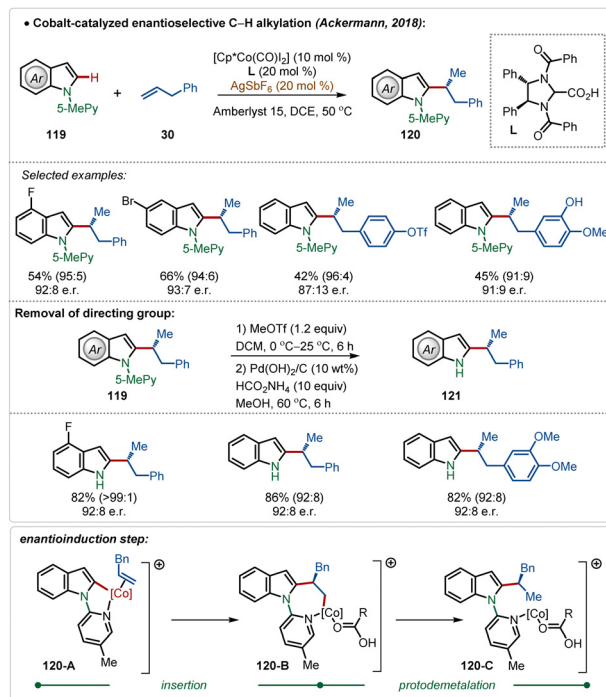 • Cobalt-catalyzed enantioselective C–H alkylation (Ackermann, 2018):
Ar
H
N
5-MePy
119
+
Ph
30
[Cp*Co(CO)I₂] (10 mol %)
L (20 mol %)
AgSbF₆ (20 mol %)
Amberlyst 15, DCE, 50 °C
Ar
Me
N
Ph
5-MePy
120
O
Ph
Ph
N
CO₂H
Ph
N
O
Ph
L
Selected examples:
F
Me
N
Ph
MePy
54% (95:5)
92:8 e.r.
Br
Me
N
Ph
MePy
66% (94:6)
93:7 e.r.
Me
N
MePy
OTf
42% (96:4)
87:13 e.r.
Me
OH
N
MePy
OMe
45% (91:9)
91:9 e.r.
Removal of directing group:
Ar
Me
N
Ph
5-MePy
119
1) MeOTf (1.2 equiv)
DCM, 0 °C–25 °C, 6 h
2) Pd(OH)₂/C (10 wt%)
HCO₂NH₄ (10 equiv)
MeOH, 60 °C, 6 h
Ar
Me
N
H
Ph
121
F
Me
N
H
Ph
82% (>99:1)
92:8 e.r.
Me
N
H
Ph
86% (92:8)
92:8 e.r.
Me
OMe
N
H
OMe
82% (92:8)
92:8 e.r.
enantioinduction step:
Bn
[Co]
N
N
Me
120-A
⊕
Bn
[Co]
N
N
R
O
OH
Me
120-B
⊕
Bn
Me
N
N
[Co]
R
O
OH
Me
120-C
⊕
insertion
protodemetalation